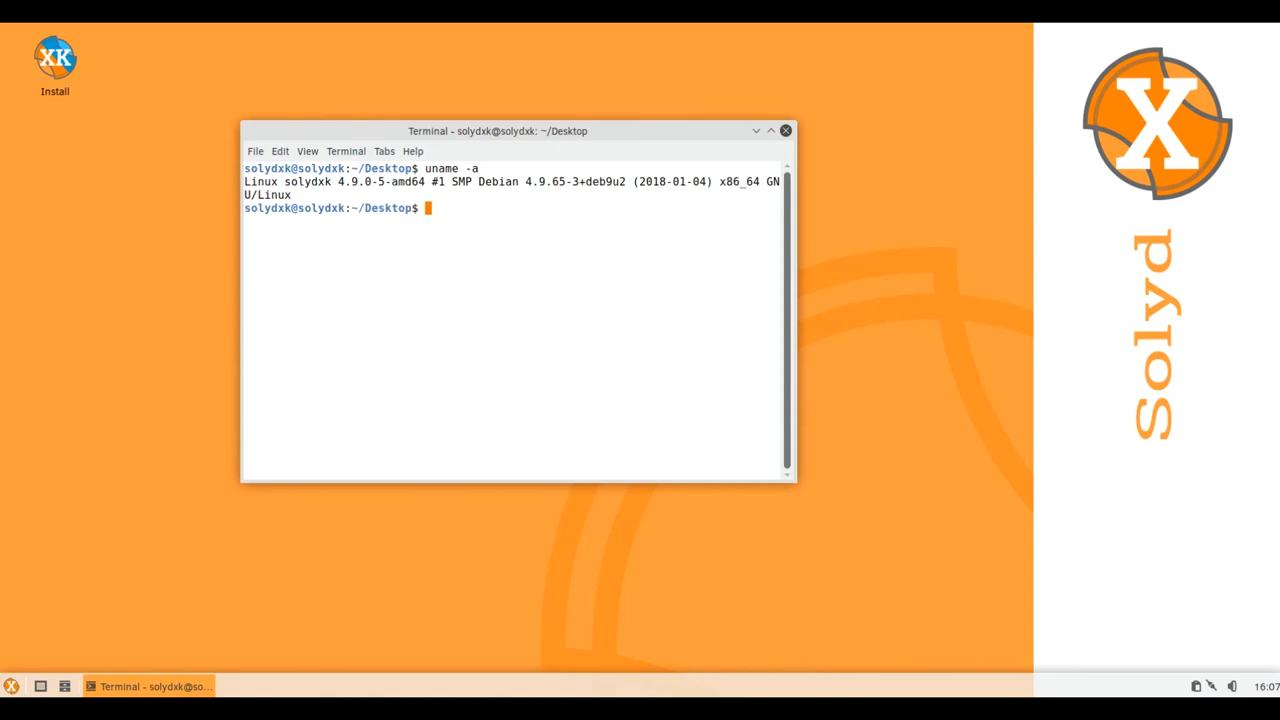 XK
Install
Terminal - solydxk@solydxk: ~/Desktop
File Edit View Terminal Tabs Help
solydxk@solydxk:~/Desktop$ uname -a
Linux solydxk 4.9.0-5-amd64 #1 SMP Debian 4.9.65-3+deb9u2 (2018-01-04) x86_64 GN
U/Linux
solydxk@solydxk:~/Desktop$
X
Solyd
X
Terminal - solydxk@so...
16:07